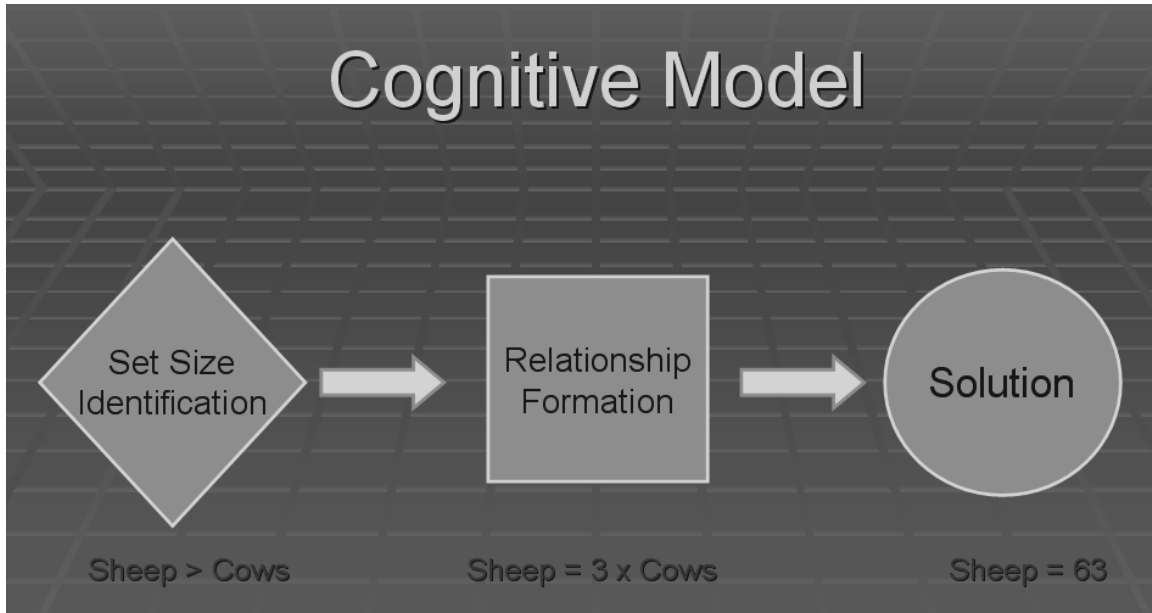 Cognitive Model
Set Size
Identification
Relationship
Formation
Solution
Sheep > Cows
Sheep = 3 x Cows
Sheep = 63